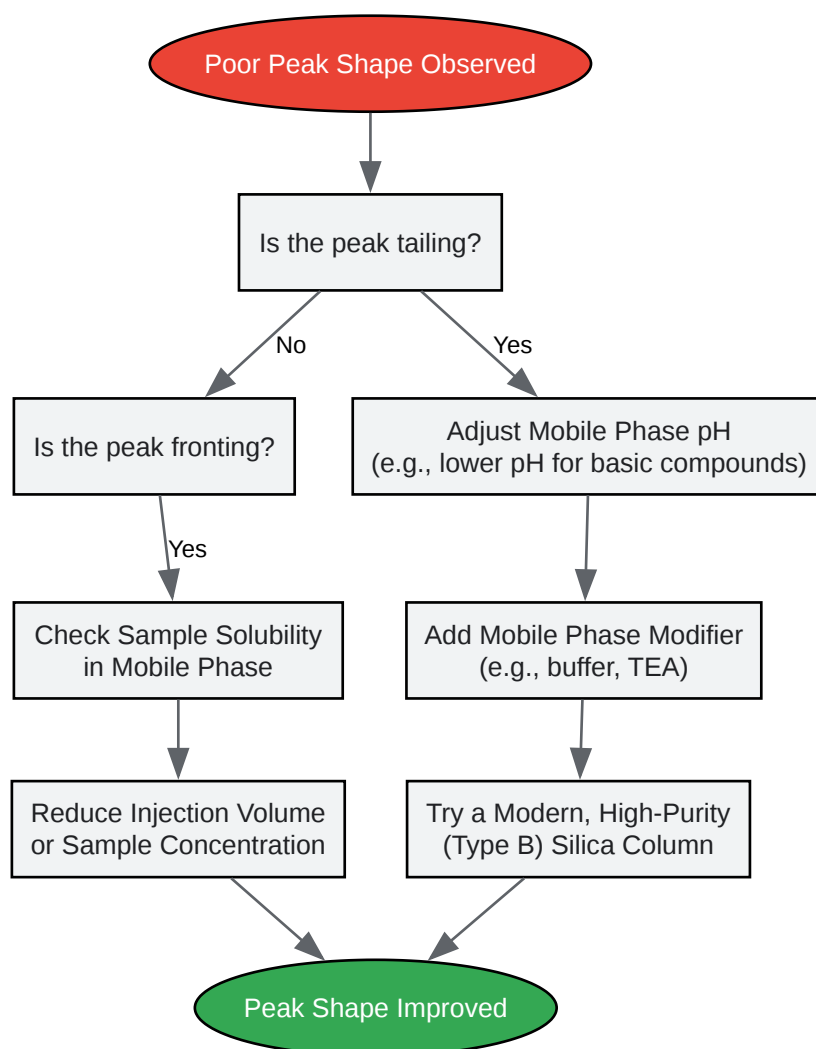 Poor Peak Shape Observed
Is the peak tailing?
No
Yes
Is the peak fronting?
Adjust Mobile Phase pH
(e.g., lower pH for basic compounds)
Yes
Check Sample Solubility
in Mobile Phase
Add Mobile Phase Modifier
(e.g., buffer, TEA)
Reduce Injection Volume
or Sample Concentration
Try a Modern, High-Purity
(Type B) Silica Column
Peak Shape Improved